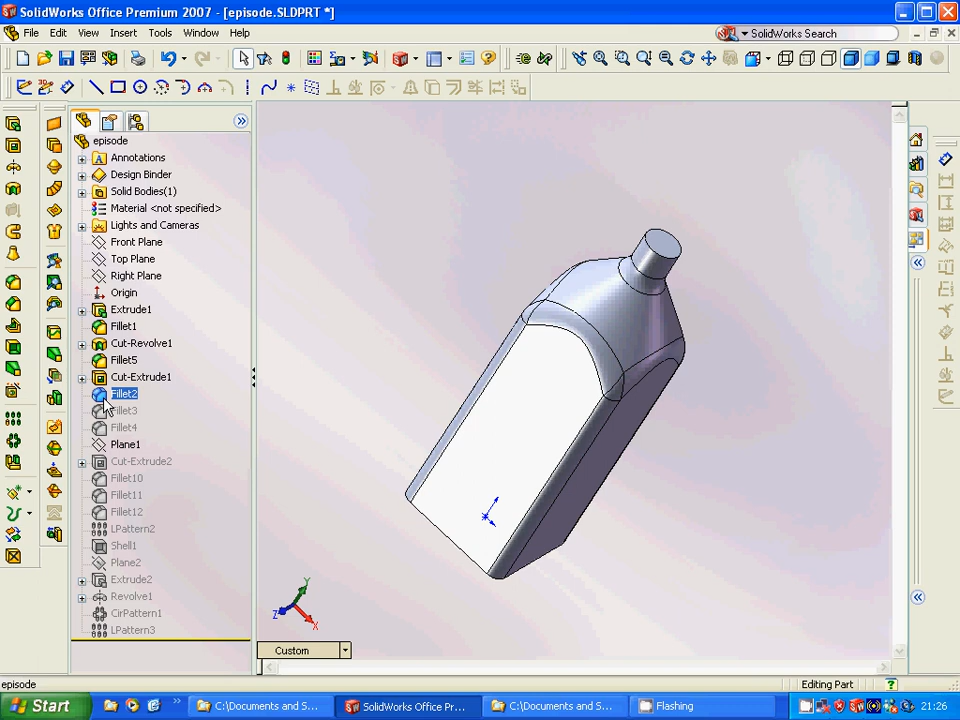 SolidWorks Office Premium 2007 - [episode.SLDPRT *]
File Edit View Insert Tools Window Help
SolidWorks Search
episode
Annotations
Design Binder
Solid Bodies(1)
Material <not specified>
Lights and Cameras
Front Plane
Top Plane
Right Plane
Origin
Extrude1
Fillet1
Cut-Revolve1
Fillet5
Cut-Extrude1
Fillet2
Fillet3
Fillet4
Plane1
Cut-Extrude2
Fillet10
Fillet11
Fillet12
LPattern2
Shell1
Plane2
Extrude2
Revolve1
CirPattern1
LPattern3
Y
Z
X
Custom
episode
Editing Part
Start
C:\Documents and S...
SolidWorks Office Pr...
C:\Documents and S...
Flashing
21:26